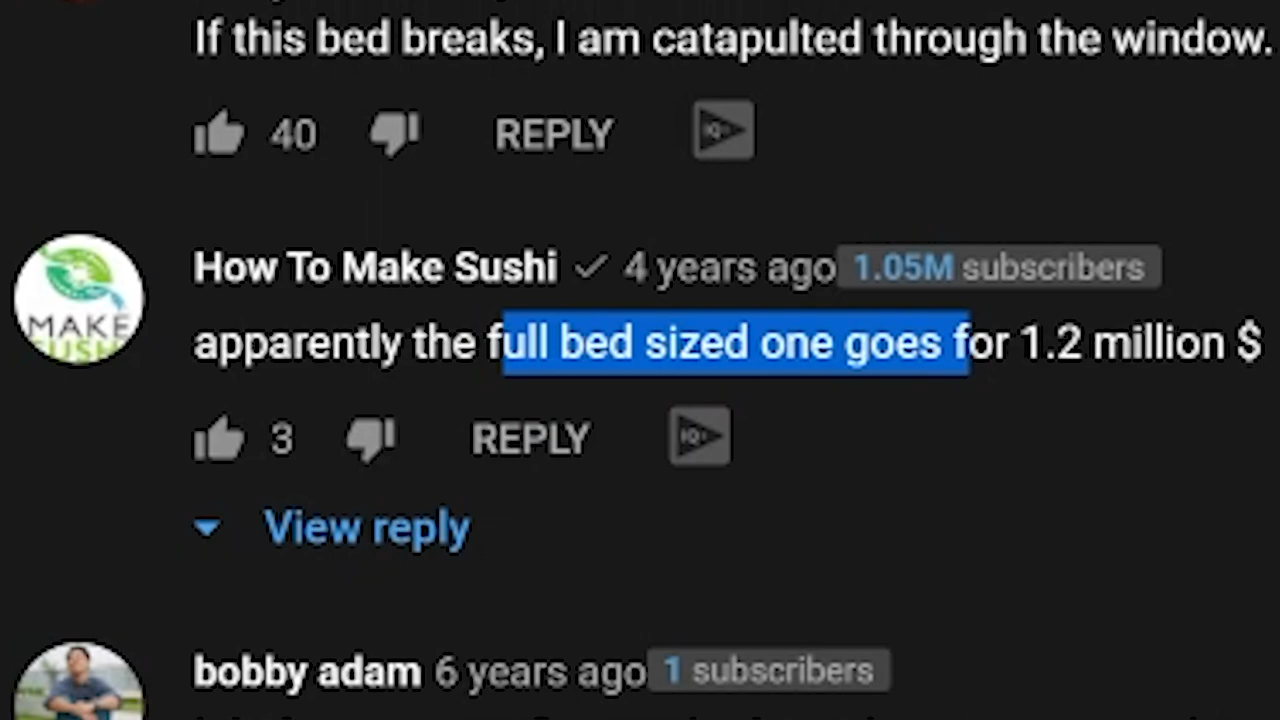 If this bed breaks, I am catapulted through the window.
40 REPLY
How To Make Sushi 4 years ago 1.05M subscribers
MAKE
SUSHI
apparently the full bed sized one goes for 1.2 million $
3 REPLY
View reply
bobby adam 6 years ago 1 subscribers